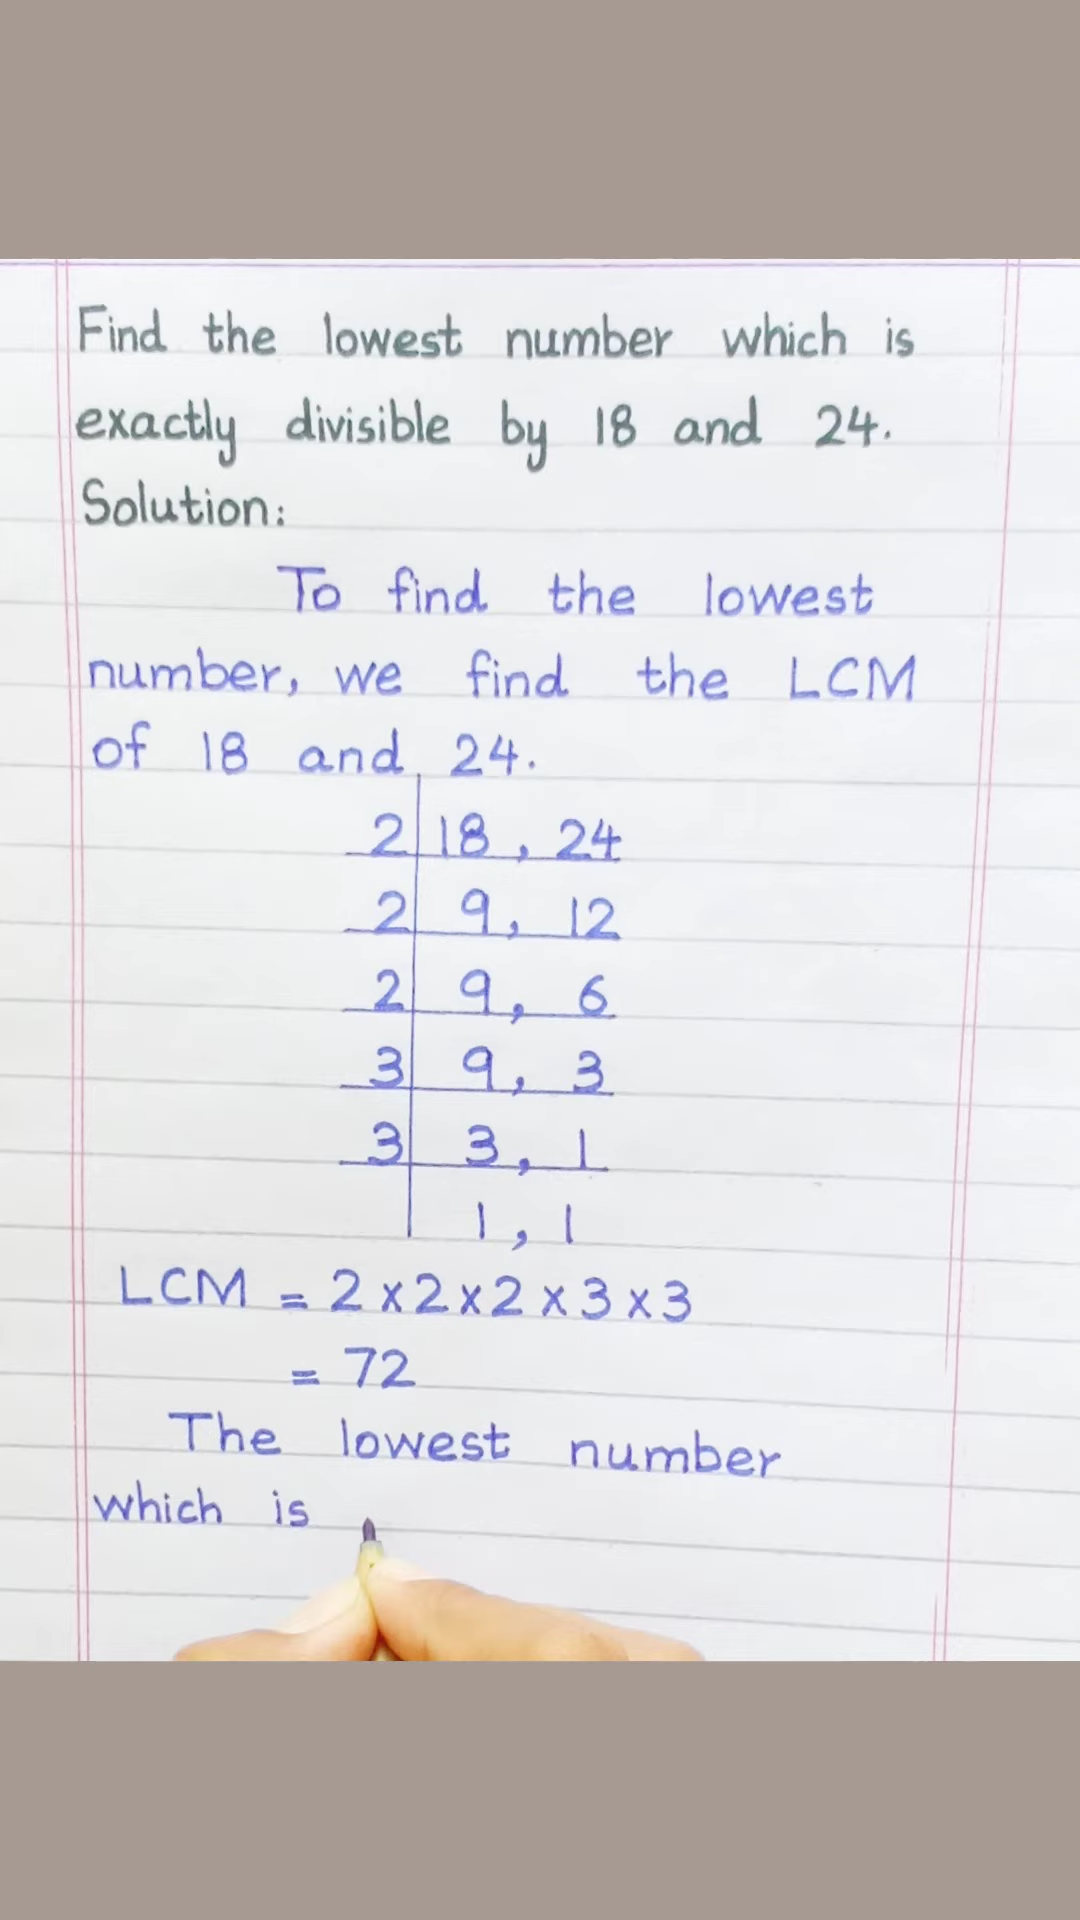 Find the lowest number which is
exactly divisible by 18 and 24.
Solution:
To find the lowest
number, we find the LCM
of 18 and 24.
2 18, 24
2 9, 12
2 9, 6
3 9, 3
3 3, 1
1, 1
LCM = 2×2×2×3×3
= 72
The lowest number
which is